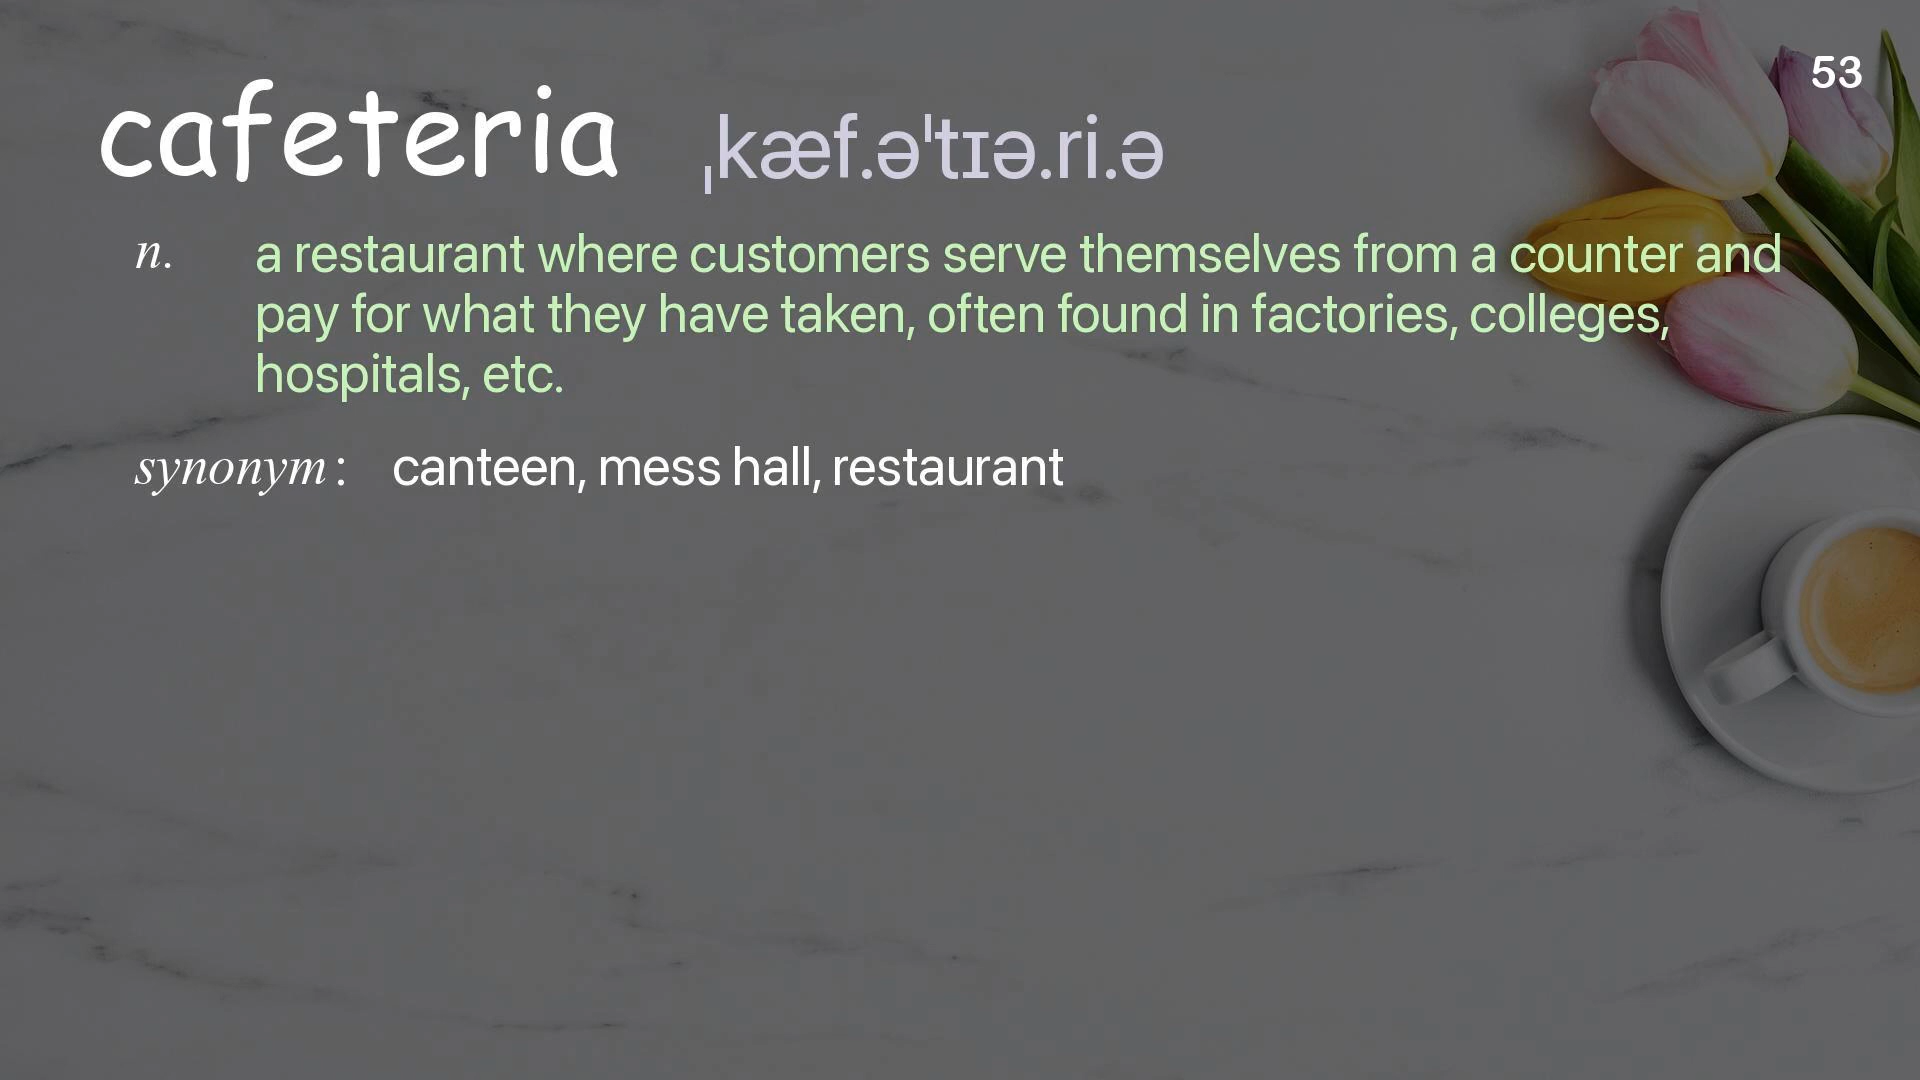 53
cafeteria ˌkæf.əˈtɪə.ri.ə
n. a restaurant where customers serve themselves from a counter and
pay for what they have taken, often found in factories, colleges,
hospitals, etc.
synonym: canteen, mess hall, restaurant